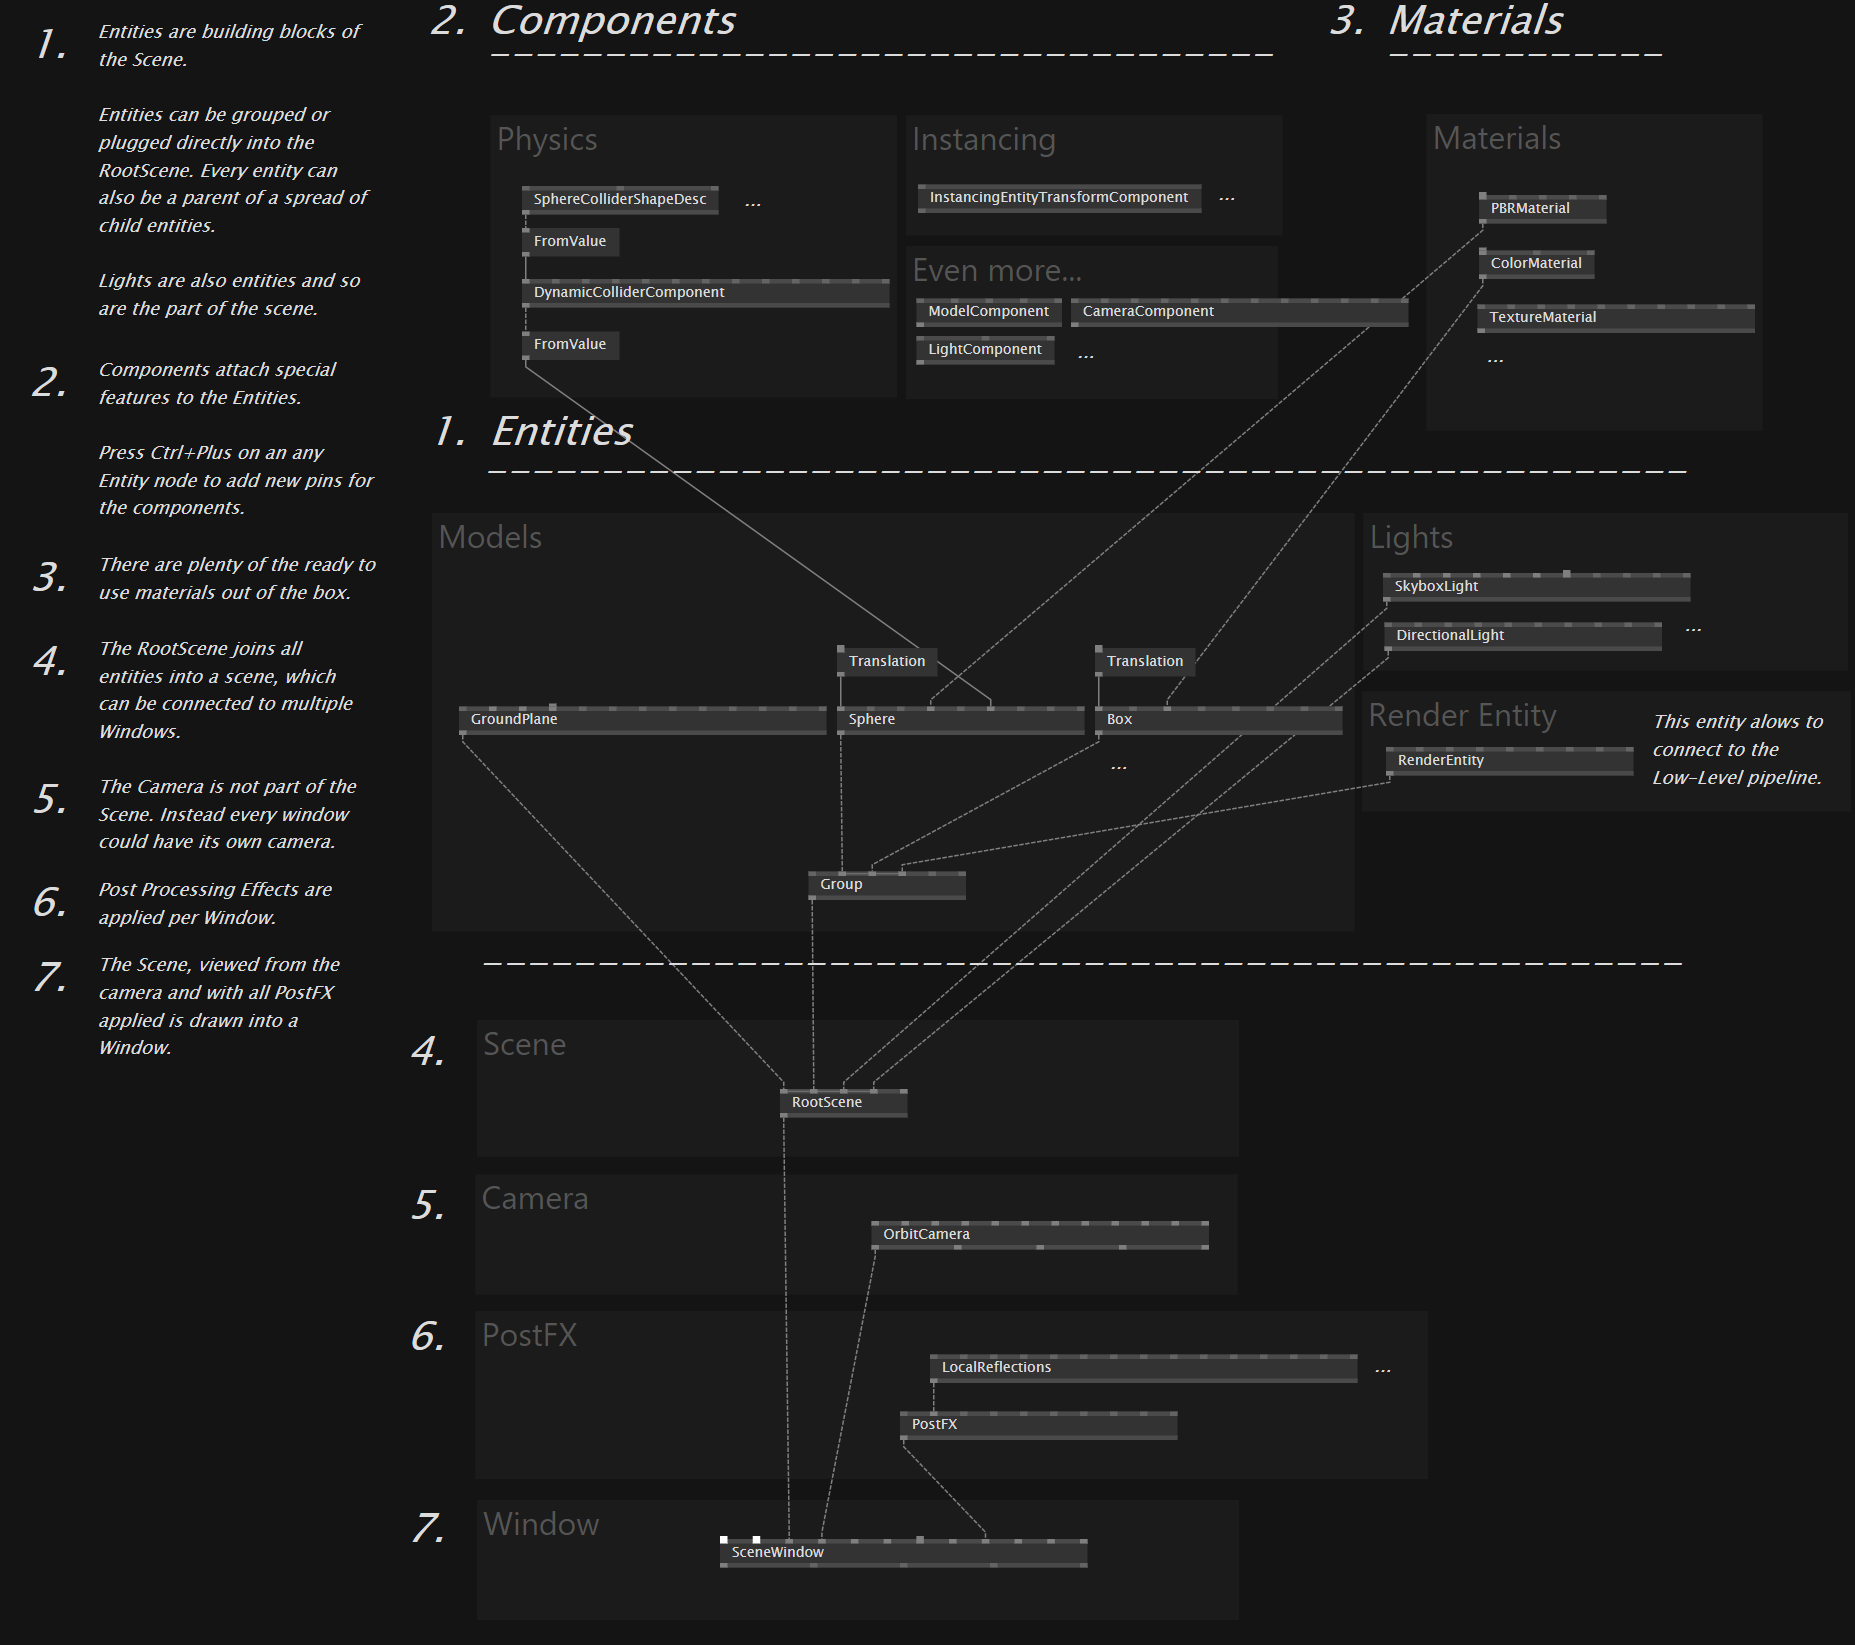 1. Entities are building blocks of
the Scene.
Entities can be grouped or
plugged directly into the
RootScene. Every entity can
also be a parent of a spread of
child entities.
Lights are also entities and so
are the part of the scene.
2. Components attach special
features to the Entities.
Press Ctrl+Plus on an any
Entity node to add new pins for
the components.
3. There are plenty of the ready to
use materials out of the box.
4. The RootScene joins all
entities into a scene, which
can be connected to multiple
Windows.
5. The Camera is not part of the
Scene. Instead every window
could have its own camera.
6. Post Processing Effects are
applied per Window.
7. The Scene, viewed from the
camera and with all PostFX
applied is drawn into a
Window.
2. Components
Physics
SphereColliderShapeDesc ...
FromValue
DynamicColliderComponent
FromValue
Instancing
InstancingEntityTransformComponent ...
Even more...
ModelComponent CameraComponent
LightComponent ...
3. Materials
Materials
PBRMaterial
ColorMaterial
TextureMaterial
...
1. Entities
Models
Translation Translation
GroundPlane Sphere Box
...
Group
Lights
SkyboxLight
DirectionalLight ...
Render Entity
RenderEntity
This entity alows to
connect to the
Low-Level pipeline.
4. Scene
RootScene
5. Camera
OrbitCamera
6. PostFX
LocalReflections ...
PostFX
7. Window
SceneWindow